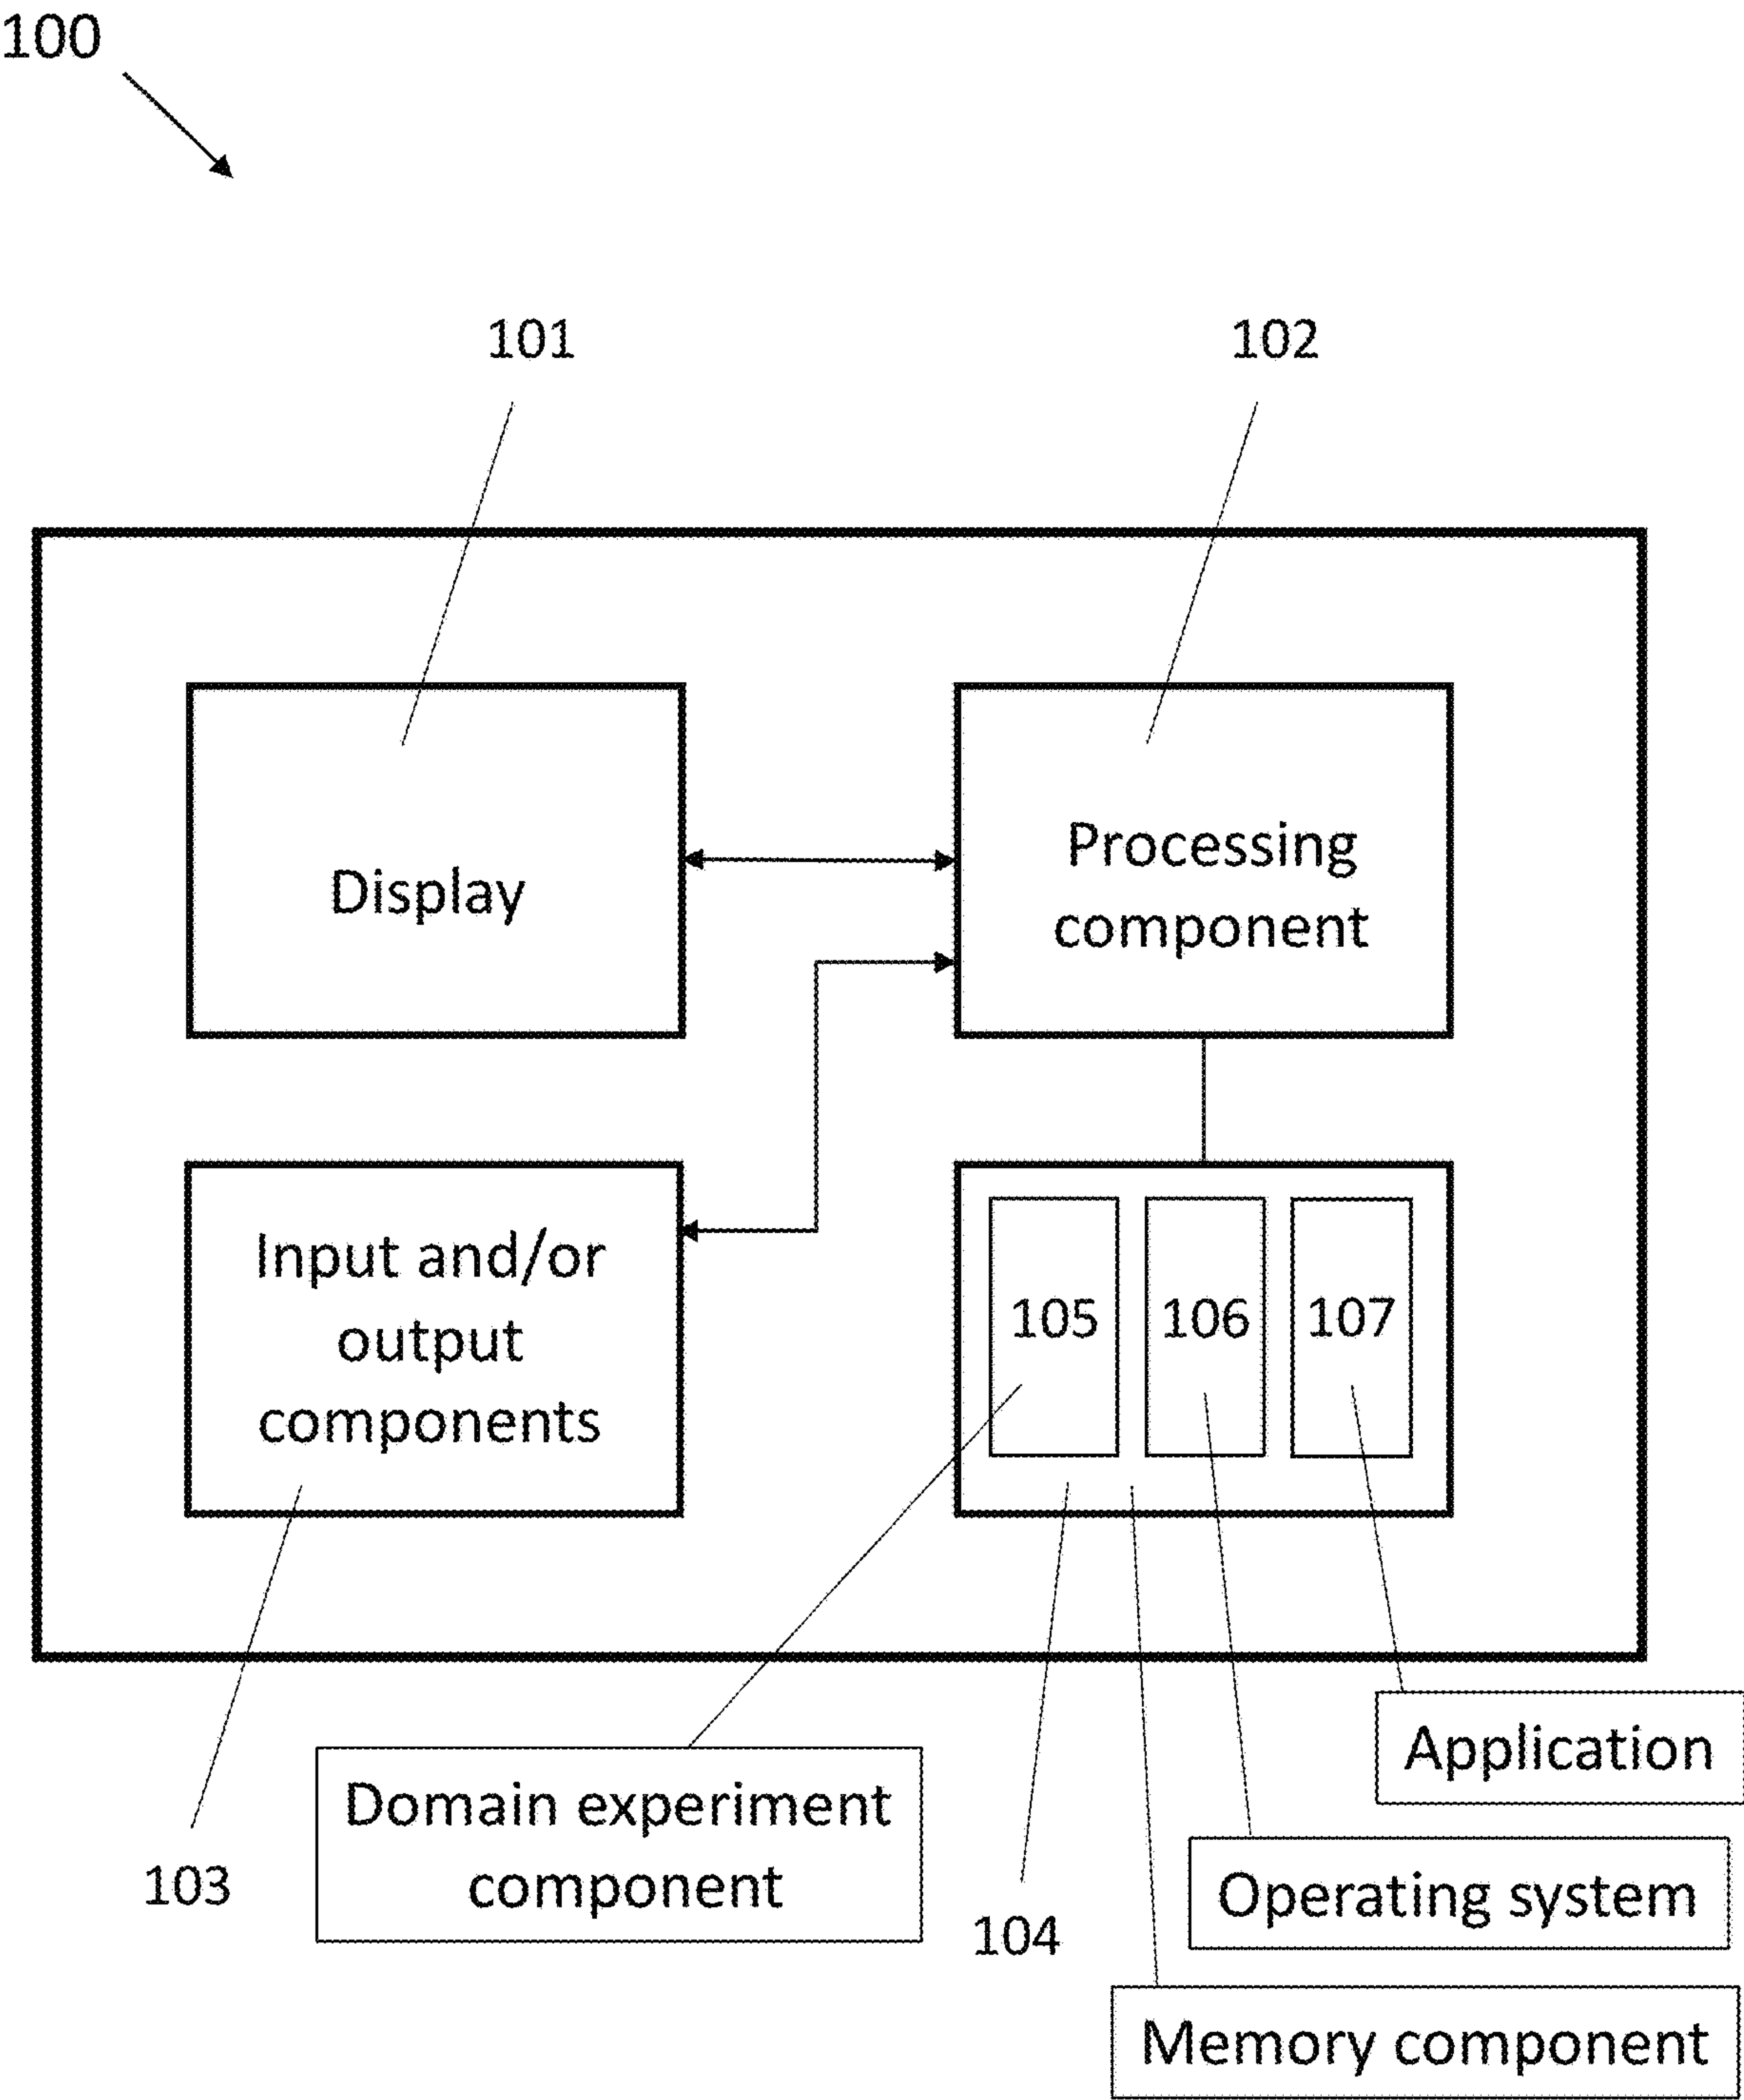 100
101
102
Display
Processing
component
Input and/or
output
components
105
106
107
103
Domain experiment
component
104
Application
Operating system
Memory component